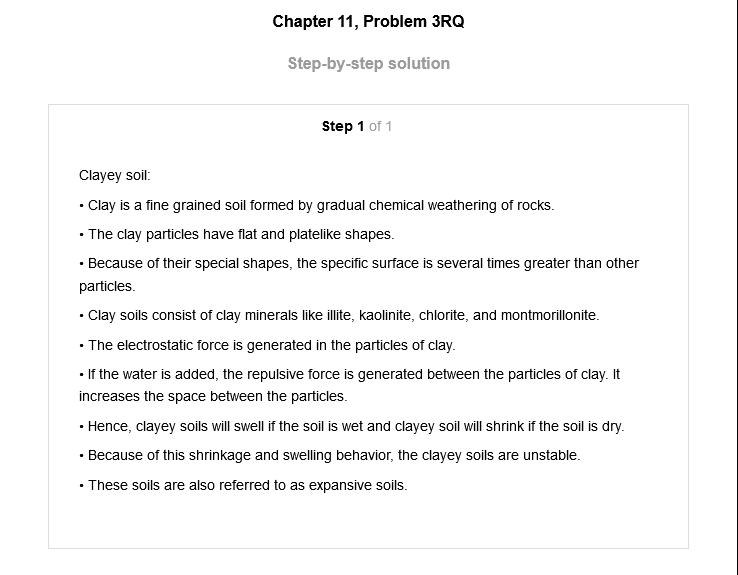 Chapter 11, Problem 3RQ
Step-by-step solution
Step 1 of 1
Clayey soil:
• Clay is a fine grained soil formed by gradual chemical weathering of rocks.
• The clay particles have flat and platelike shapes.
• Because of their special shapes, the specific surface is several times greater than other
particles.
• Clay soils consist of clay minerals like illite, kaolinite, chlorite, and montmorillonite.
• The electrostatic force is generated in the particles of clay.
• If the water is added, the repulsive force is generated between the particles of clay. It
increases the space between the particles.
• Hence, clayey soils will swell if the soil is wet and clayey soil will shrink if the soil is dry.
• Because of this shrinkage and swelling behavior, the clayey soils are unstable.
• These soils are also referred to as expansive soils.